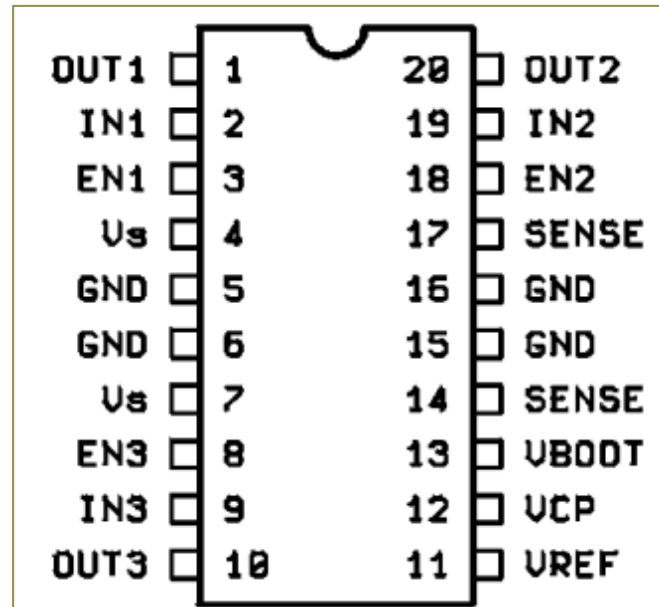 OUT1 1 20 OUT2
IN1 2 19 IN2
EN1 3 18 EN2
Vs 4 17 SENSE
GND 5 16 GND
GND 6 15 GND
Vs 7 14 SENSE
EN3 8 13 VBOOT
IN3 9 12 VCP
OUT3 10 11 VREF